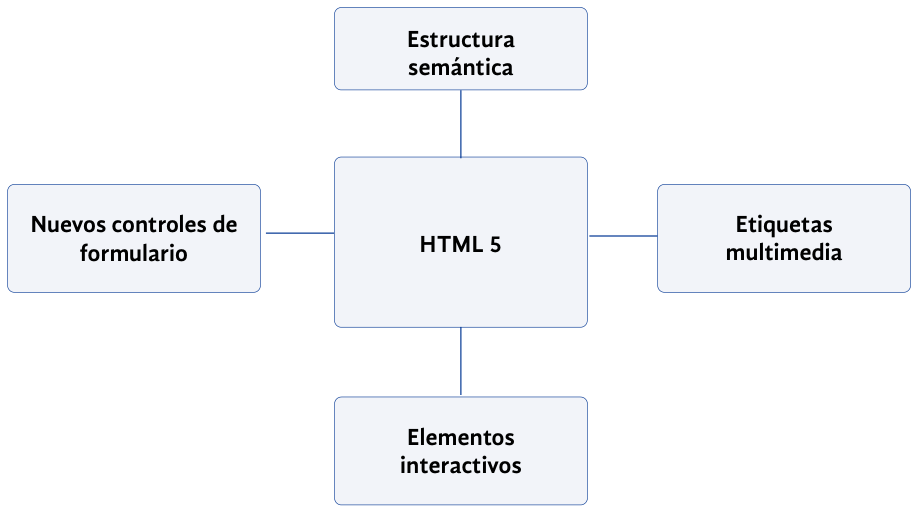 Estructura
semántica
Nuevos controles de
formulario
HTML 5
Etiquetas
multimedia
Elementos
interactivos